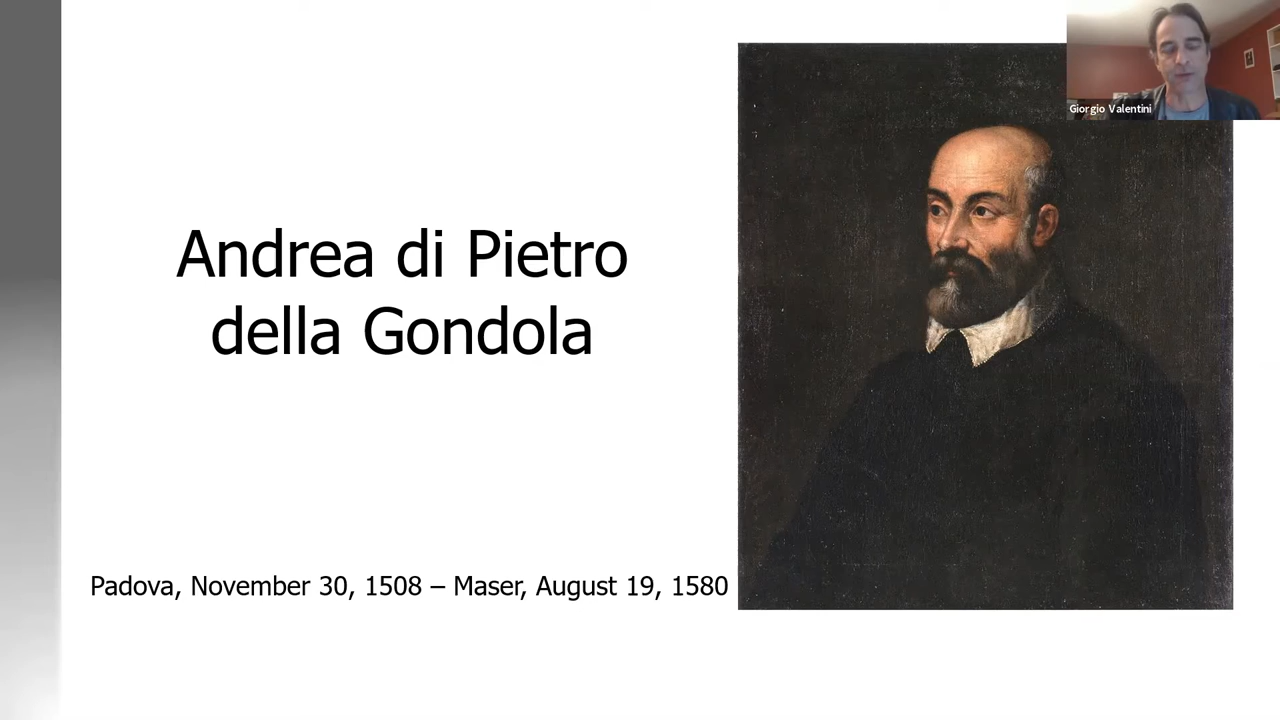 Giorgio Valentini
Andrea di Pietro
della Gondola
Padova, November 30, 1508 – Maser, August 19, 1580